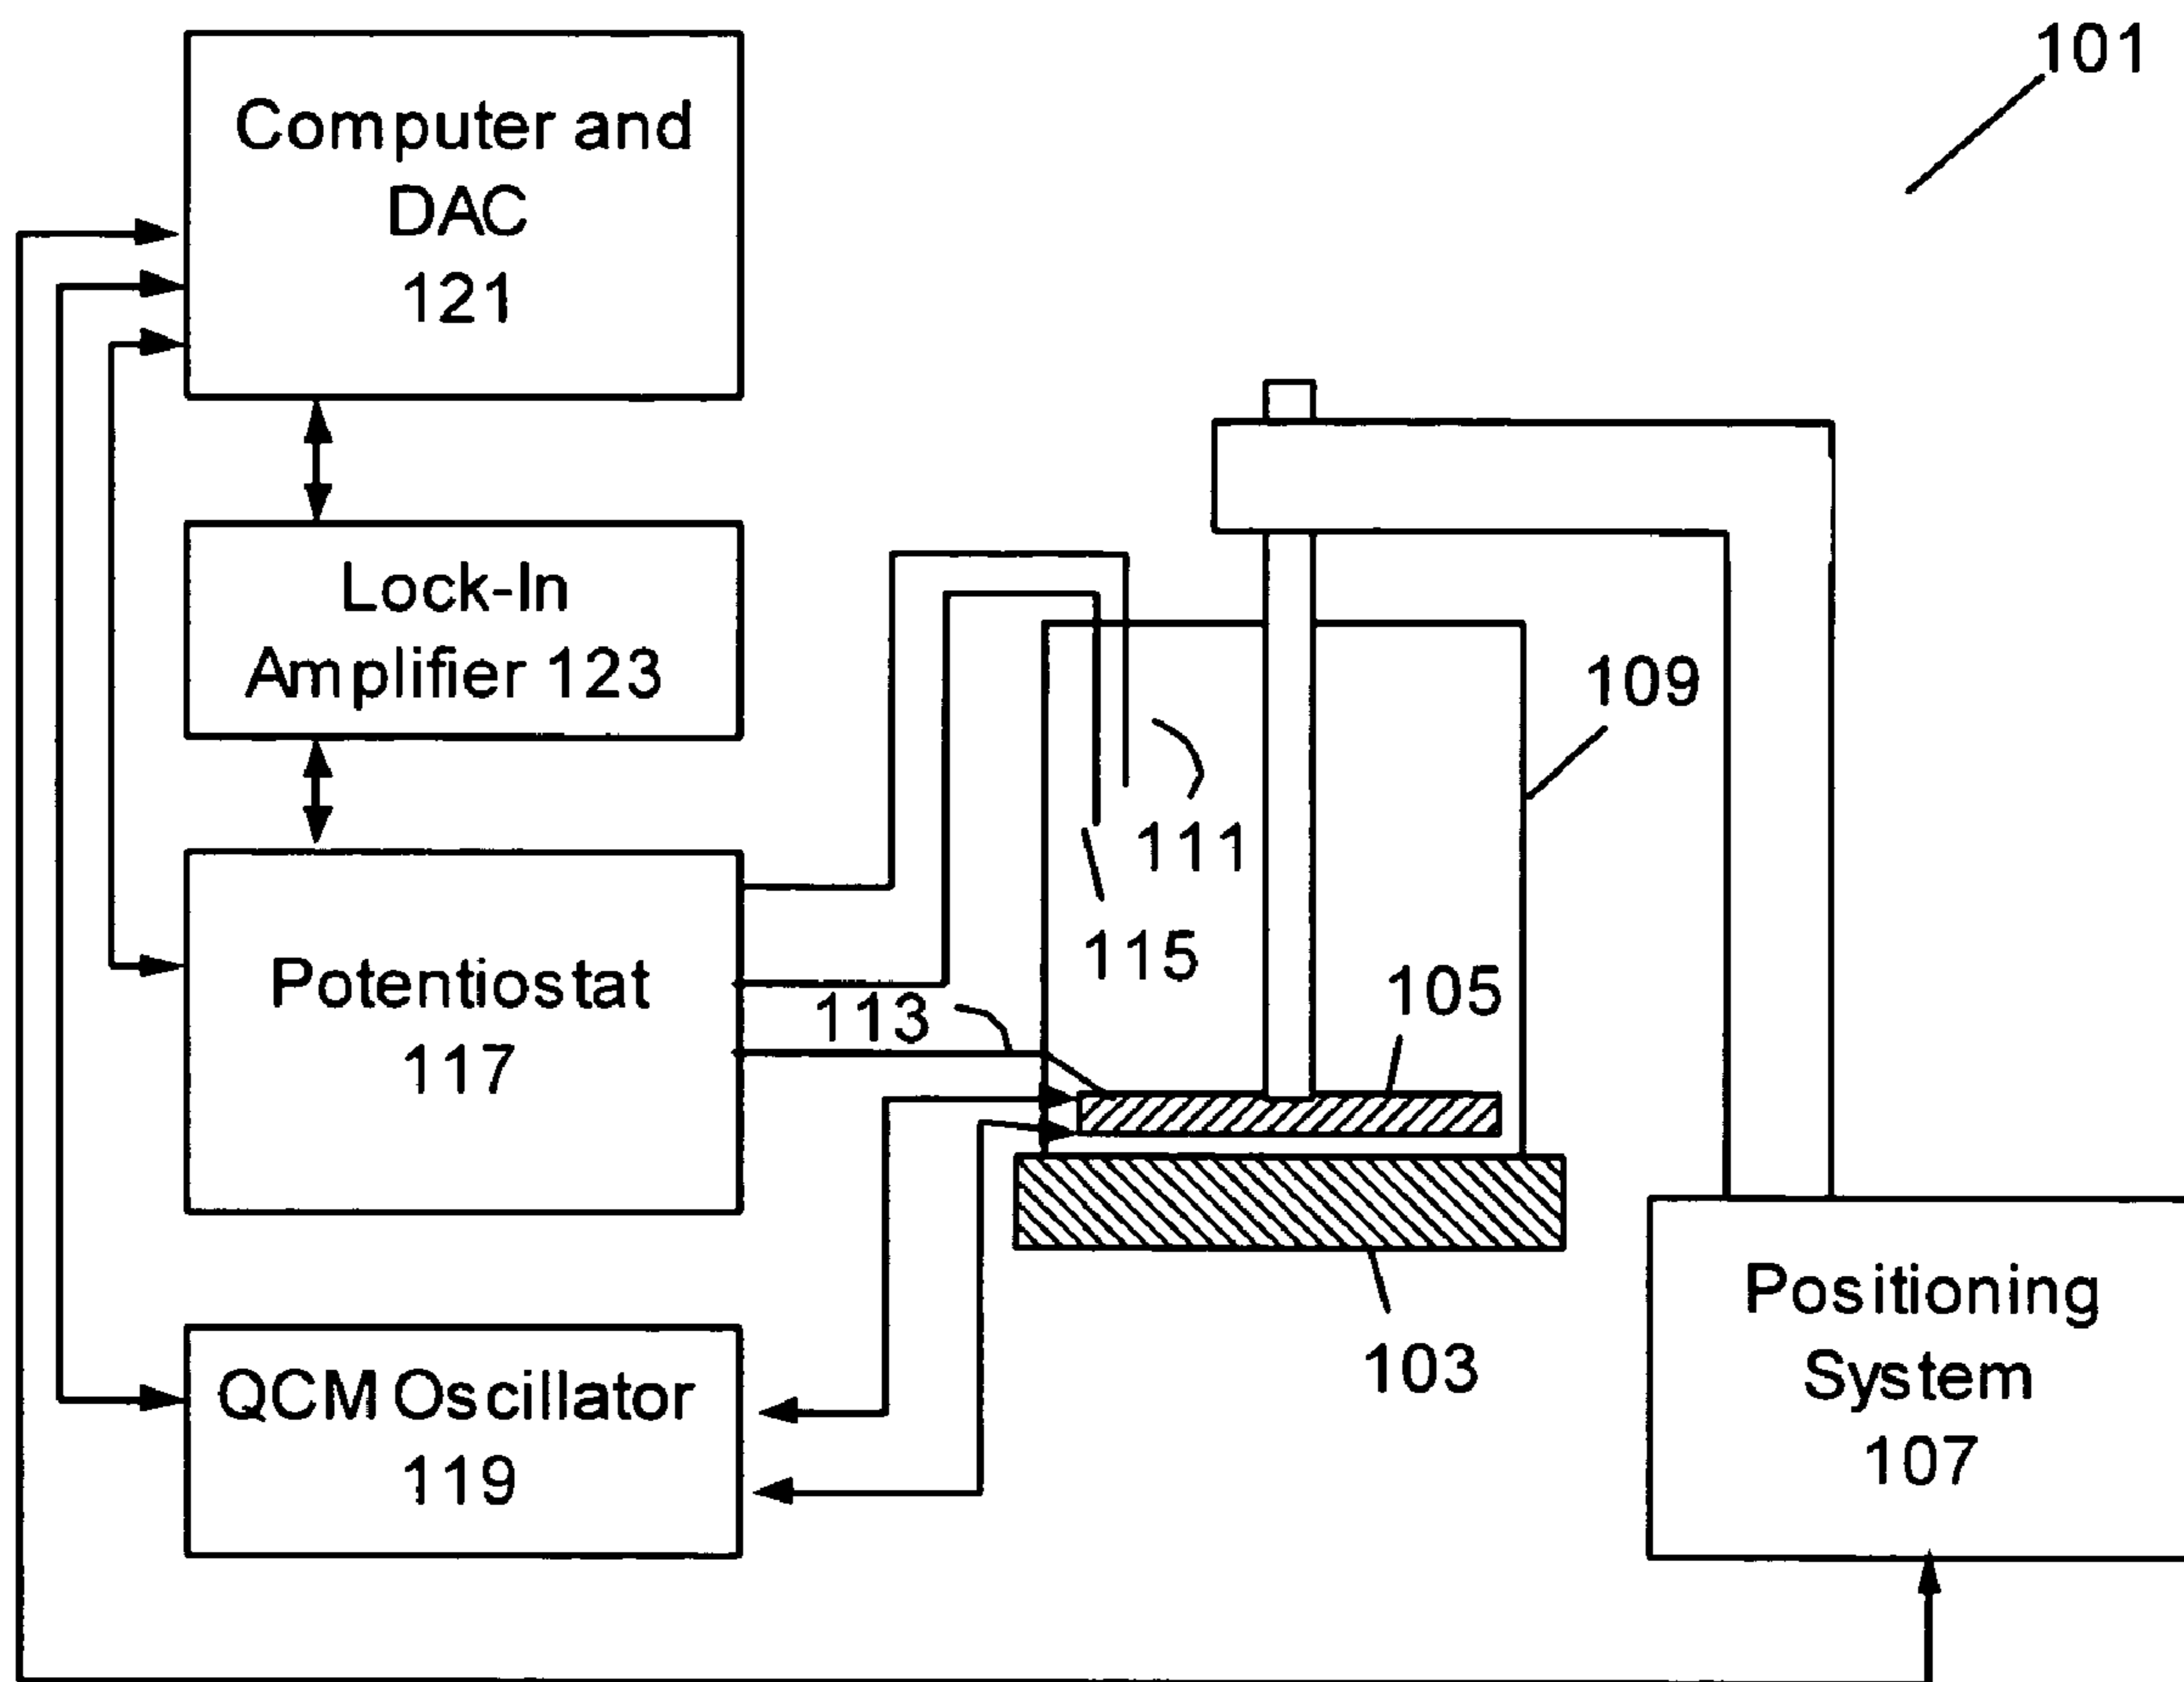 101
Computer and
DAC
121
Lock-In
Amplifier 123
109
111
115
105
Potentiostat
117
113
103
Positioning
System
107
QCM Oscillator
119